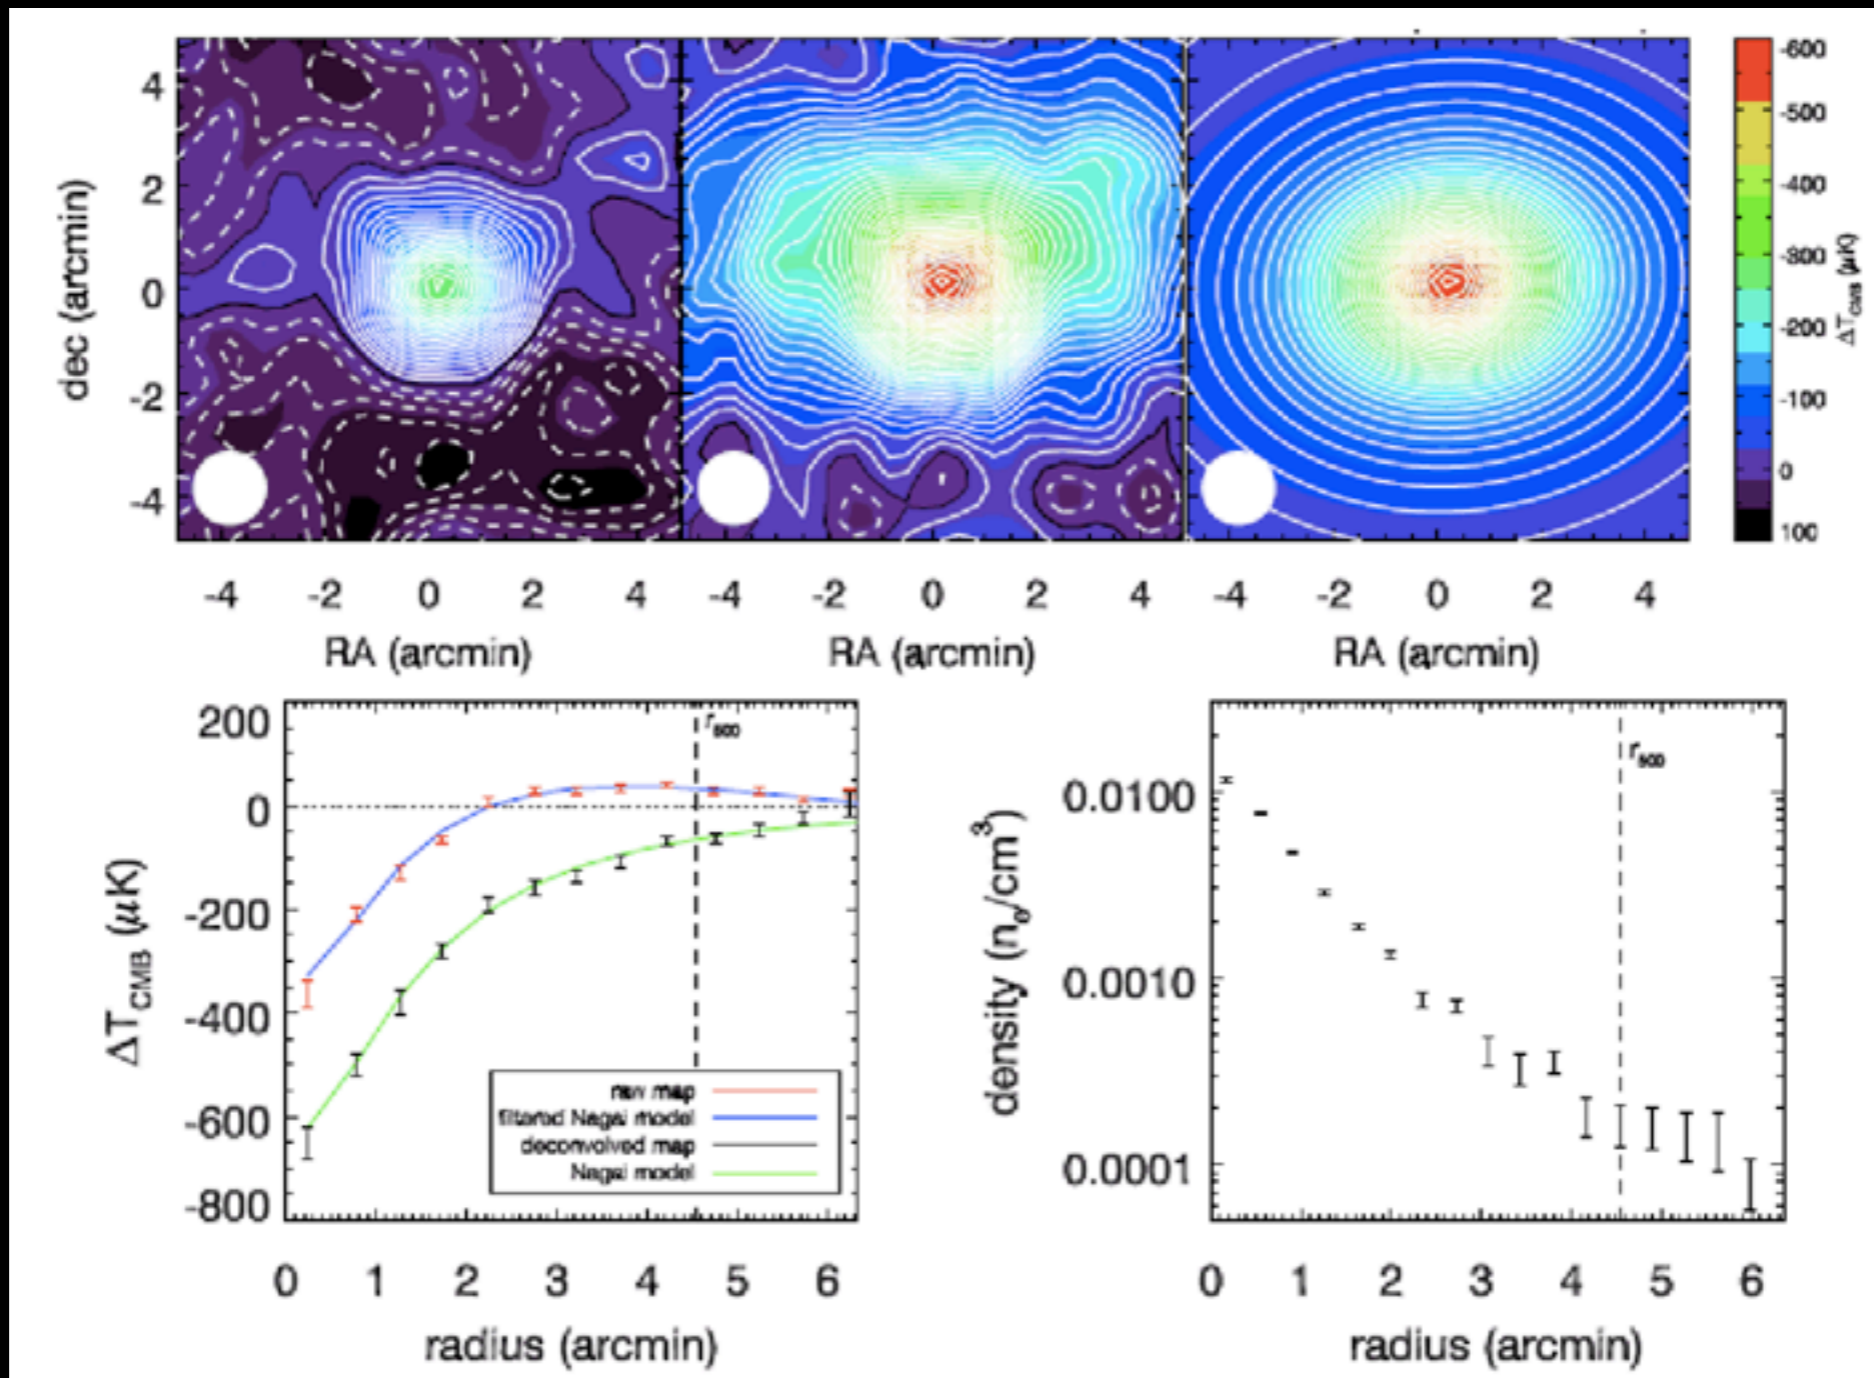 4
2
0
-2
-4
dec (arcmin)
-4 -2 0 2 4
-4 -2 0 2 4
-4 -2 0 2 4
RA (arcmin)
RA (arcmin)
RA (arcmin)
-600
-500
-400
-300
-200
-100
0
100
ΔT_CMB (μK)
200
0
-200
-400
-600
-800
ΔT_CMB (μK)
r_500
raw map
filtered Nagai model
deconvolved map
Nagai model
0 1 2 3 4 5 6
radius (arcmin)
0.0100
0.0010
0.0001
density (n_e/cm³)
r_500
0 1 2 3 4 5 6
radius (arcmin)